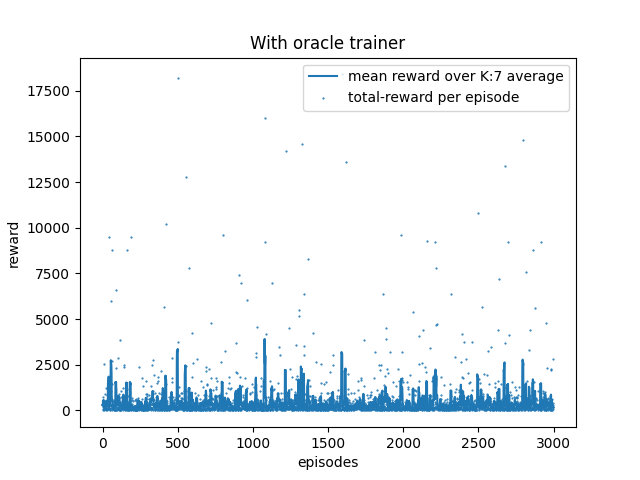 With oracle trainer
mean reward over K:7 average
total-reward per episode
reward
17500
15000
12500
10000
7500
5000
2500
0
0 500 1000 1500 2000 2500 3000
episodes